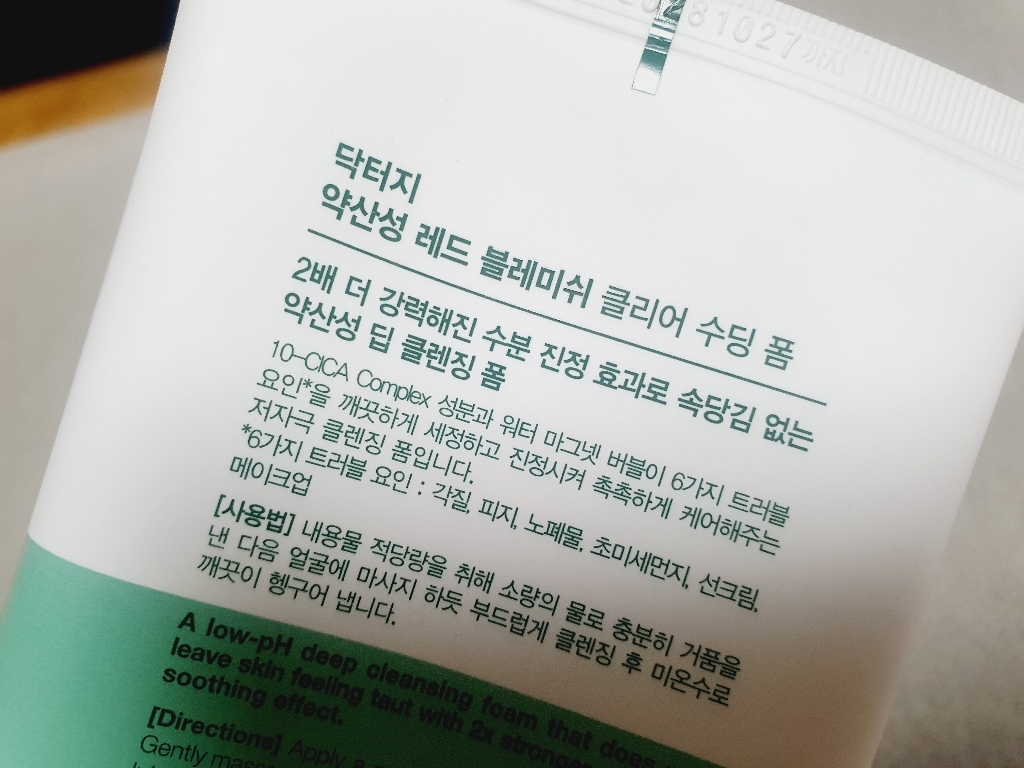 81027까지
닥터지
약산성 레드 블레미쉬 클리어 수딩 폼
2배 더 강력해진 수분 진정 효과로 속당김 없는
약산성 딥 클렌징 폼
10-CICA Complex 성분과 워터 마그넷 버블이 6가지 트러블
요인*을 깨끗하게 세정하고 진정시켜 촉촉하게 케어해주는
저자극 클렌징 폼입니다.
*6가지 트러블 요인 : 각질, 피지, 노폐물, 초미세먼지, 선크림,
메이크업
[사용법] 내용물 적당량을 취해 소량의 물로 충분히 거품을
낸 다음 얼굴에 마사지 하듯 부드럽게 클렌징 후 미온수로
깨끗이 헹구어 냅니다.
A low-pH deep cleansing foam that does
leave skin feeling taut with 2x stronger
soothing effect.
[Directions] Apply a
Gently